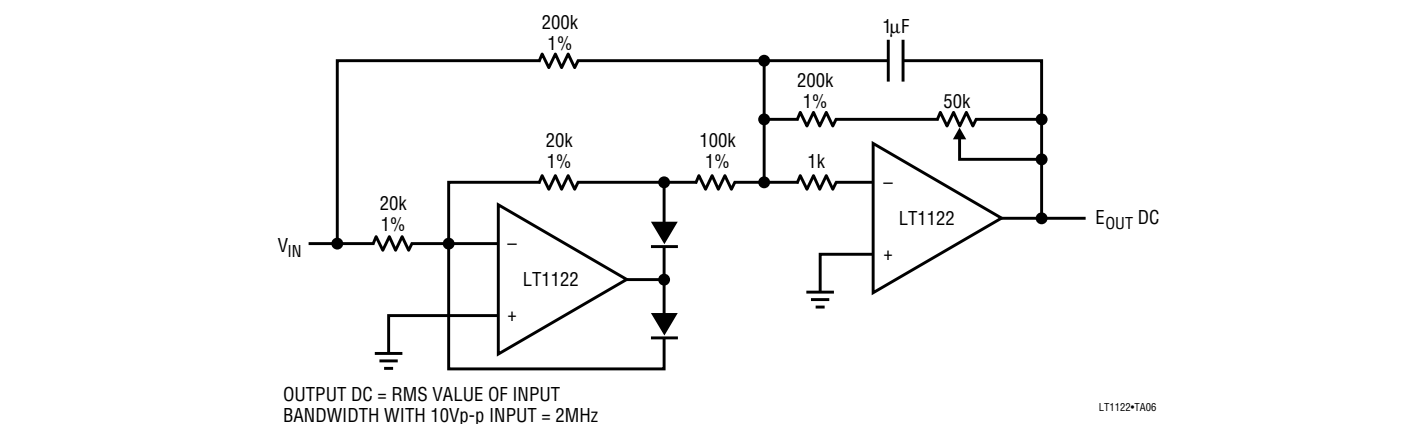 200k
1%
1µF
200k
1%
50k
20k
1%
100k
1%
1k
20k
1%
–
LT1122
+
E_OUT DC
V_IN
–
LT1122
+
OUTPUT DC = RMS VALUE OF INPUT
BANDWIDTH WITH 10Vp-p INPUT = 2MHz
LT1122•TA06